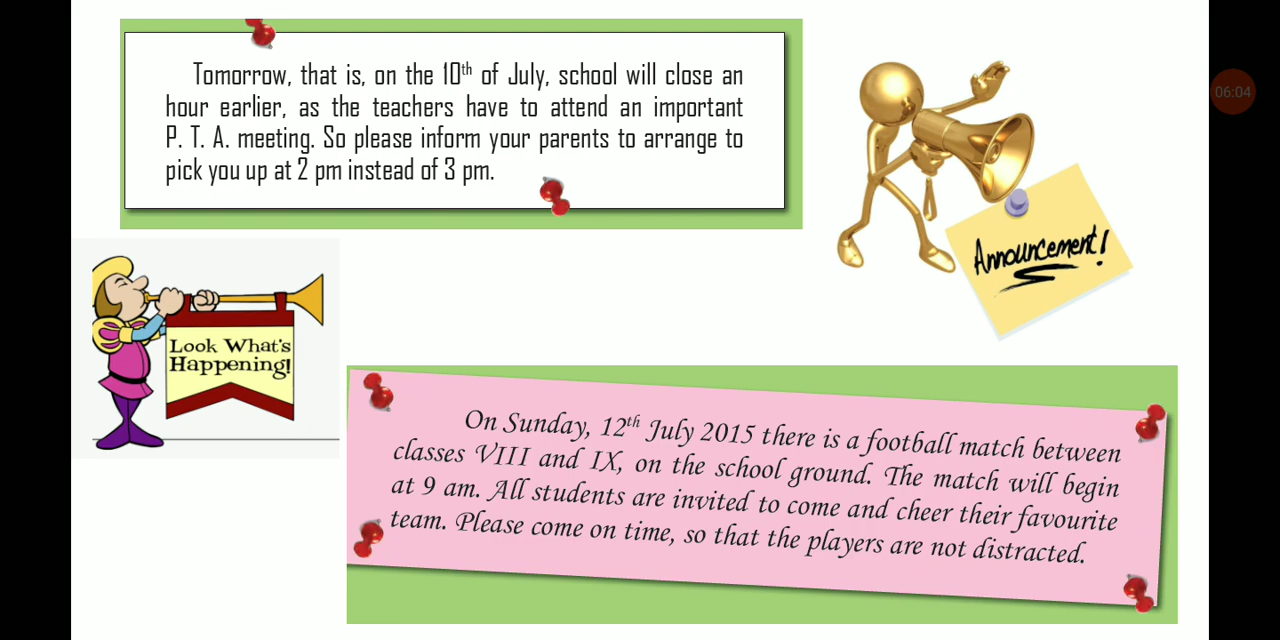 Tomorrow, that is, on the 10th of July, school will close an
hour earlier, as the teachers have to attend an important
P. T. A. meeting. So please inform your parents to arrange to
pick you up at 2 pm instead of 3 pm.
06:04
Announcement!
Look What's
Happening!
On Sunday, 12th July 2015 there is a football match between
classes VIII and IX, on the school ground. The match will begin
at 9 am. All students are invited to come and cheer their favourite
team. Please come on time, so that the players are not distracted.